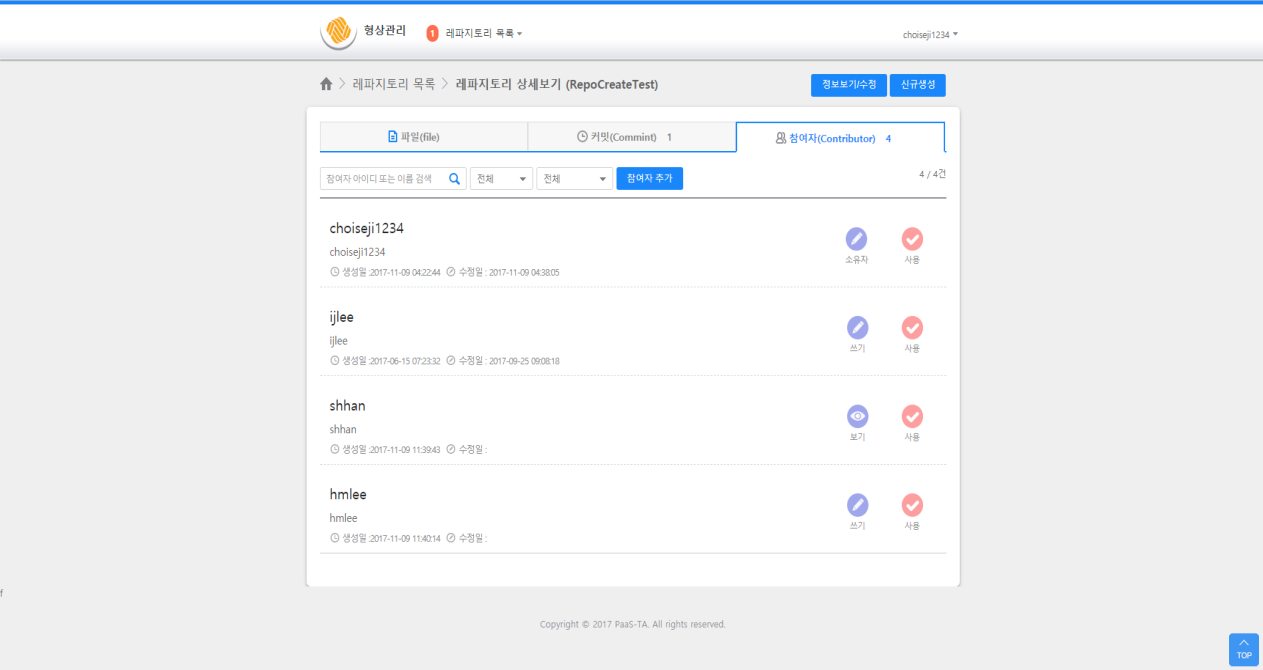 형상관리
1 레파지토리 목록
choiseji1234
레파지토리 목록 > 레파지토리 상세보기 (RepoCreateTest)
정보보기/수정 신규생성
파일(file) 커밋(Commint) 1 참여자(Contributor) 4
참여자 아이디 또는 이름 검색 전체 전체 참여자 추가 4 / 4건
choiseji1234
choiseji1234
생성일 :2017-11-09 04:22:44 수정일 : 2017-11-09 04:38:05
소유자 사용
ijlee
ijlee
생성일 :2017-06-15 07:23:32 수정일 : 2017-09-25 09:08:18
쓰기 사용
shhan
shhan
생성일 :2017-11-09 11:39:43 수정일 :
보기 사용
hmlee
hmlee
생성일 :2017-11-09 11:40:14 수정일 :
쓰기 사용
f
Copyright © 2017 PaaS-TA. All rights reserved.
TOP